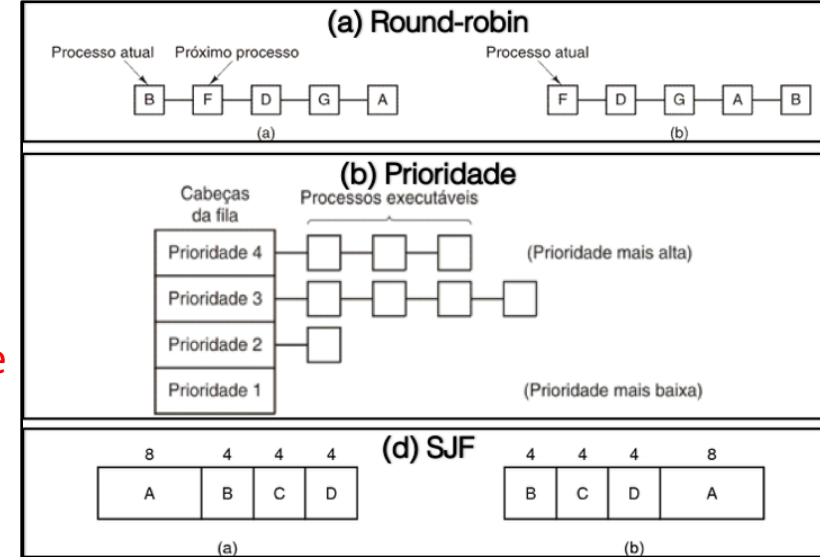 (a) Round-robin
Processo atual Próximo processo
B F D G A
(a)
Processo atual
F D G A B
(b)
(b) Prioridade
Cabeças
da fila
Processos executáveis
Prioridade 4
(Prioridade mais alta)
Prioridade 3
Prioridade 2
Prioridade 1
(Prioridade mais baixa)
e
(d) SJF
8 4 4 4
A B C D
(a)
4 4 4 8
B C D A
(b)